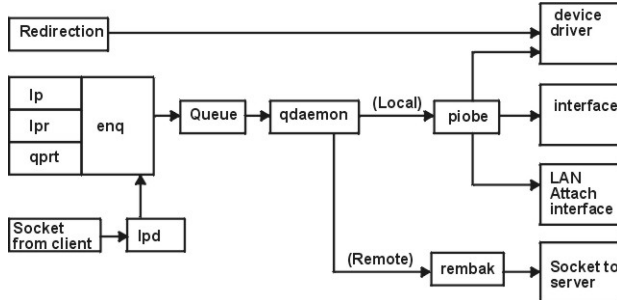 Redirection
device
driver
lp
lpr
qprt
enq
Queue
qdaemon
(Local)
piobe
interface
LAN
Attach
interface
Socket
from client
lpd
(Remote)
rembak
Socket to
server